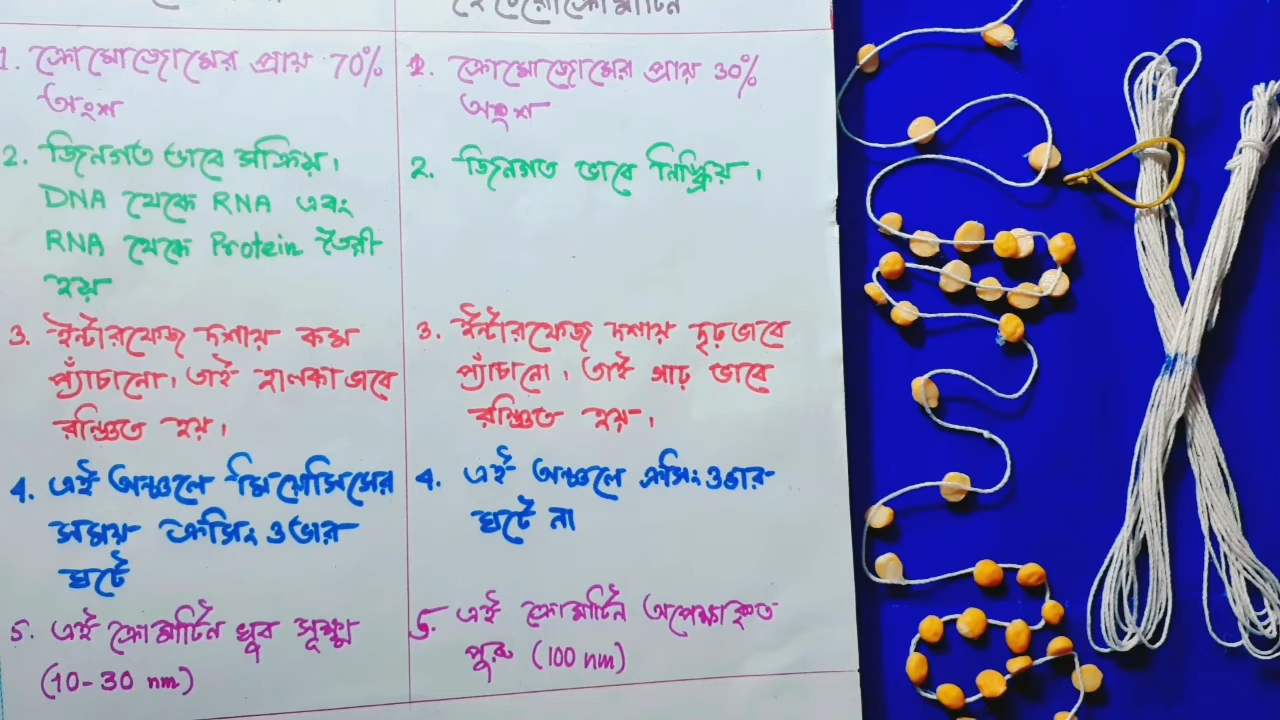 হেটেরোক্রোমাটিন
1. ক্রোমোজোমের প্রায় 70%
অংশ
2. জিনগত ভাবে সক্রিয়।
DNA থেকে RNA এবং
RNA থেকে Protein তৈরী
হয়
3. ইন্টারফেজ দশায় কম
প্যাঁচানো। তাই হালকা ভাবে
রঞ্জিত হয়।
4. এই অঞ্চলে মিয়োসিসের
সময় ক্রসিং ওভার
ঘটে
5. এই ক্রোমাটিন খুব সূক্ষ্ম
(10-30 nm)
1. ক্রোমোজোমের প্রায় 30%
অংশ
2. জিনগত ভাবে নিষ্ক্রিয়।
3. ইন্টারফেজ দশায় দৃঢ়ভাবে
প্যাঁচানো। তাই গাঢ় ভাবে
রঞ্জিত হয়।
4. এই অঞ্চলে ক্রসিং ওভার
ঘটে না
5. এই ক্রোমাটিন অপেক্ষাকৃত
পুরু (100 nm)